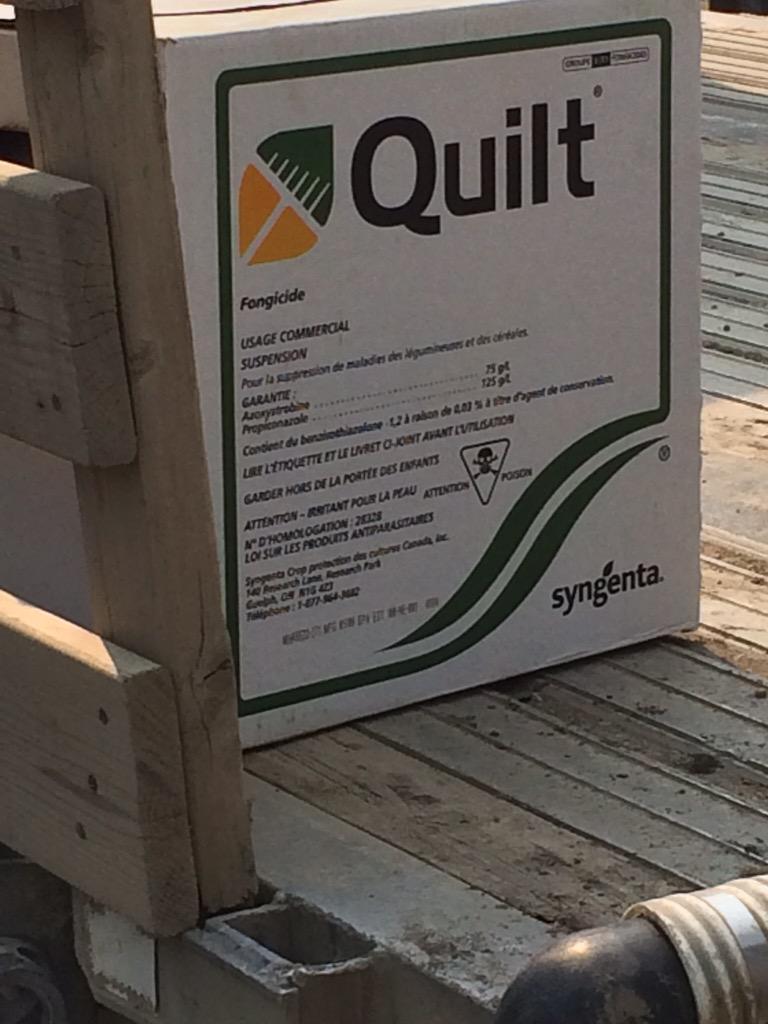 Quilt®
Fongicide
USAGE COMMERCIAL
SUSPENSION
Pour la suppression de maladies des légumineuses et des céréales.
GARANTIE :
Azoxystrobine ........................ 75 g/L
Propiconazole ........................ 125 g/L
Contient du benzisothiazolone -1,2 à raison de 0,03 % à titre d'agent de conservation.
LIRE L'ÉTIQUETTE ET LE LIVRET CI-JOINT AVANT L'UTILISATION
GARDER HORS DE LA PORTÉE DES ENFANTS
ATTENTION POISON
ATTENTION – IRRITANT POUR LA PEAU
N° D'HOMOLOGATION : 28328
LOI SUR LES PRODUITS ANTIPARASITAIRES
Syngenta Crop protection des cultures Canada, Inc.
140 Research Lane, Research Park
Guelph, ON N1G 4Z3
Téléphone : 1-877-964-3682
®
syngenta.